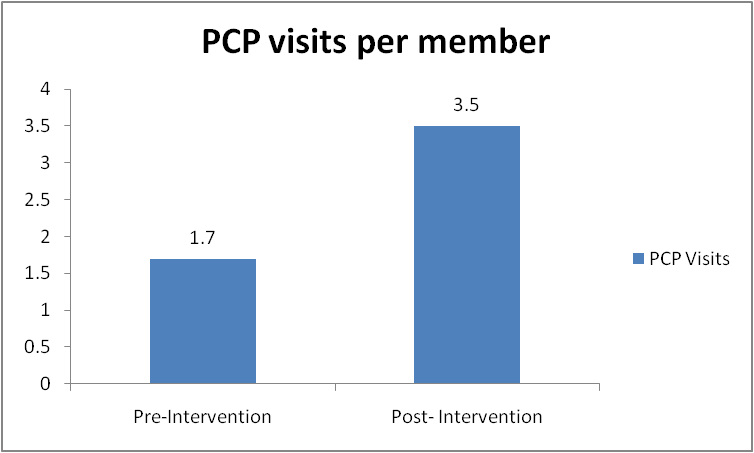 PCP visits per member
4
3.5
3
2.5
2
1.5
1
0.5
0
1.7
3.5
Pre-Intervention
Post- Intervention
PCP Visits